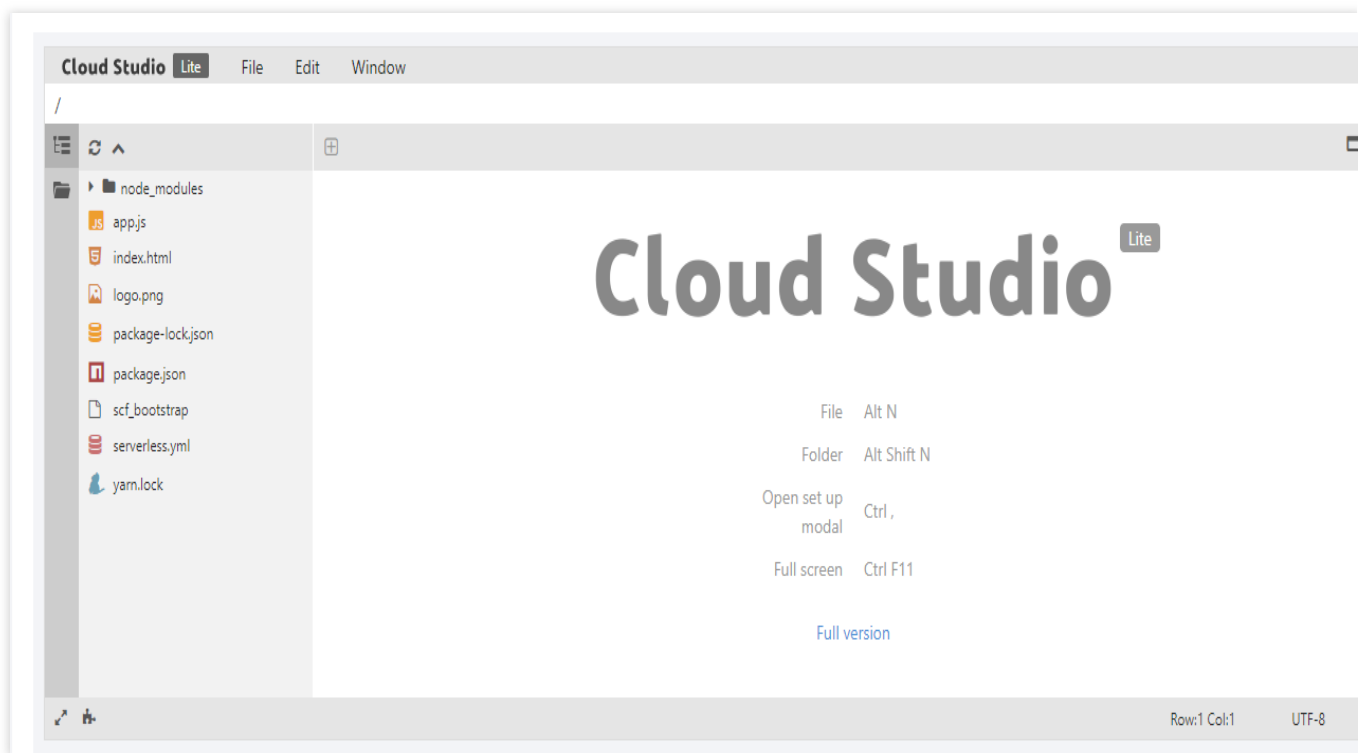 Cloud Studio Lite File Edit Window
/
node_modules
app.js
index.html
logo.png
package-lock.json
package.json
scf_bootstrap
serverless.yml
yarn.lock
Cloud Studio Lite
File Alt N
Folder Alt Shift N
Open set up
modal Ctrl ,
Full screen Ctrl F11
Full version
Row:1 Col:1 UTF-8